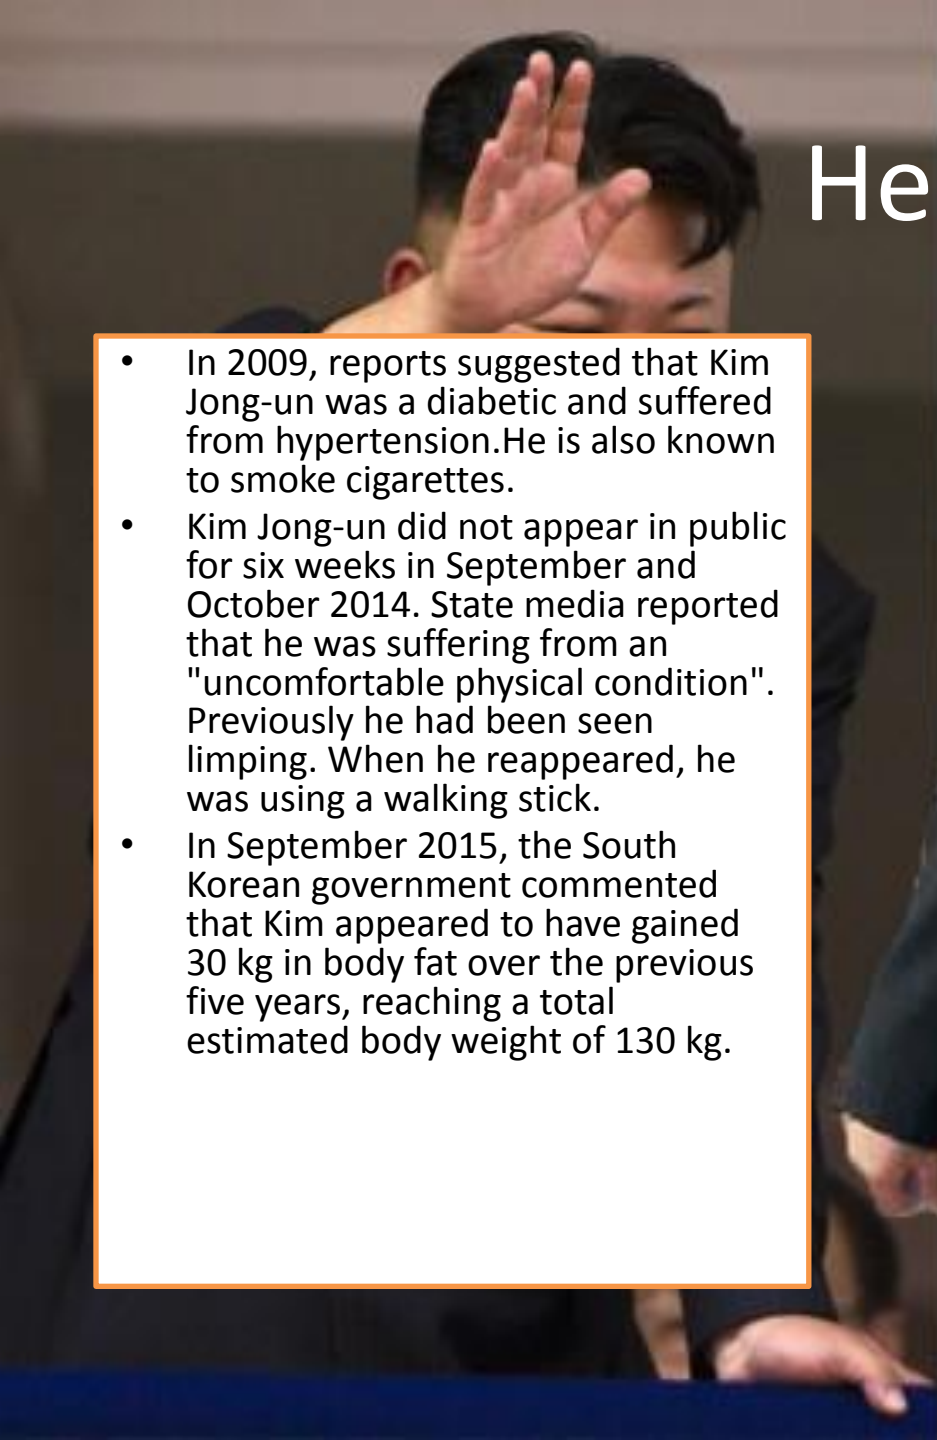 He
• In 2009, reports suggested that Kim
Jong-un was a diabetic and suffered
from hypertension.He is also known
to smoke cigarettes.
• Kim Jong-un did not appear in public
for six weeks in September and
October 2014. State media reported
that he was suffering from an
"uncomfortable physical condition".
Previously he had been seen
limping. When he reappeared, he
was using a walking stick.
• In September 2015, the South
Korean government commented
that Kim appeared to have gained
30 kg in body fat over the previous
five years, reaching a total
estimated body weight of 130 kg.